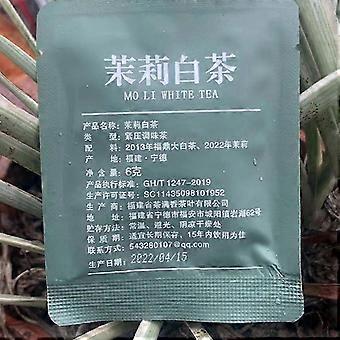 茉莉白茶
MO LI WHITE TEA
产品名称：茉莉白茶
类型：紧压调味茶
配料：2013年福鼎大白茶、2022年茉莉
产地：福建·宁德
净含量：6克
产品执行标准：GH/T 1247-2019
生产许可证号：SC11435098101952
出品商：福建省茶满香茶叶有限公司
地址：福建省宁德市福安市城阳镇岩湖62号
贮存方法：常温、避光、阴凉干燥处
保质期：适宜长期保存，15年内饮用为佳
联系方式：543280107@qq.com
生产日期：2022/04/15